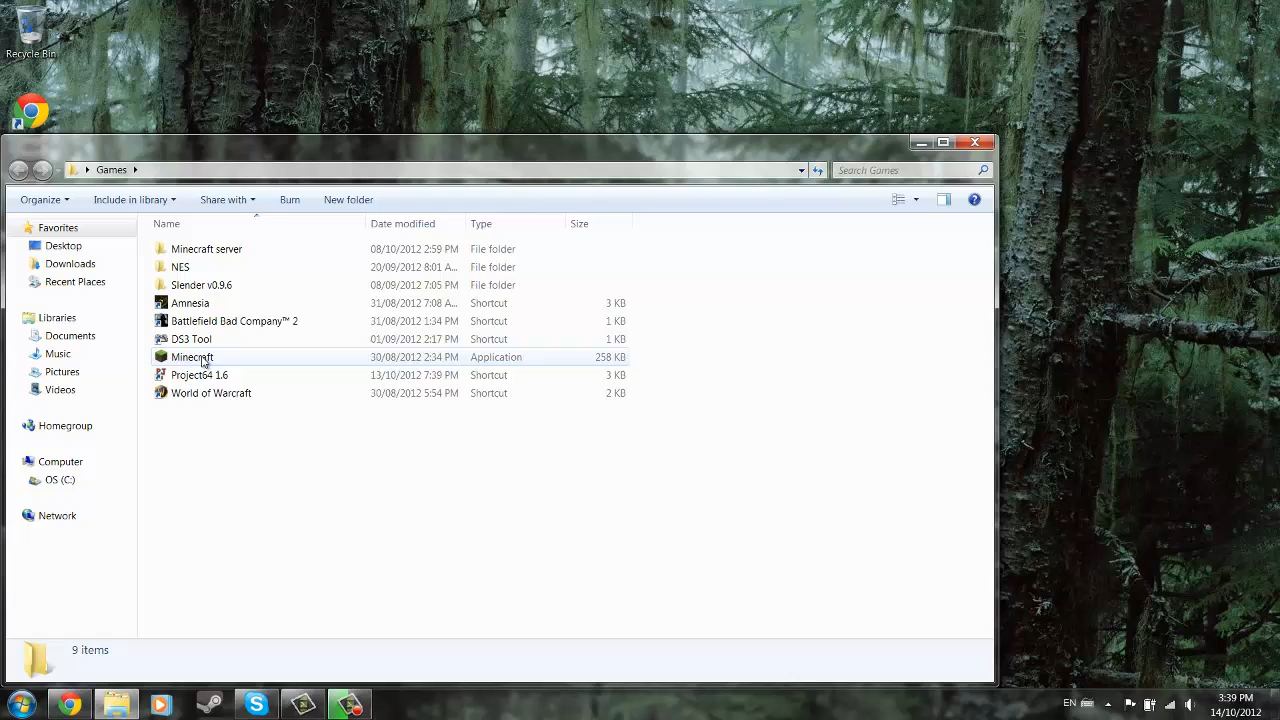 Recycle Bin
Games
Search Games
Organize Include in library Share with Burn New folder
Favorites
Desktop
Downloads
Recent Places
Libraries
Documents
Music
Pictures
Videos
Homegroup
Computer
OS (C:)
Network
Name Date modified Type Size
Minecraft server 08/10/2012 2:59 PM File folder
NES 20/09/2012 8:01 A... File folder
Slender v0.9.6 08/09/2012 7:05 PM File folder
Amnesia 31/08/2012 7:08 A... Shortcut 3 KB
Battlefield Bad Company™ 2 31/08/2012 1:34 PM Shortcut 1 KB
DS3 Tool 01/09/2012 2:17 PM Shortcut 1 KB
Minecraft 30/08/2012 2:34 PM Application 258 KB
Project64 1.6 13/10/2012 7:39 PM Shortcut 3 KB
World of Warcraft 30/08/2012 5:54 PM Shortcut 2 KB
9 items
EN
3:39 PM
14/10/2012